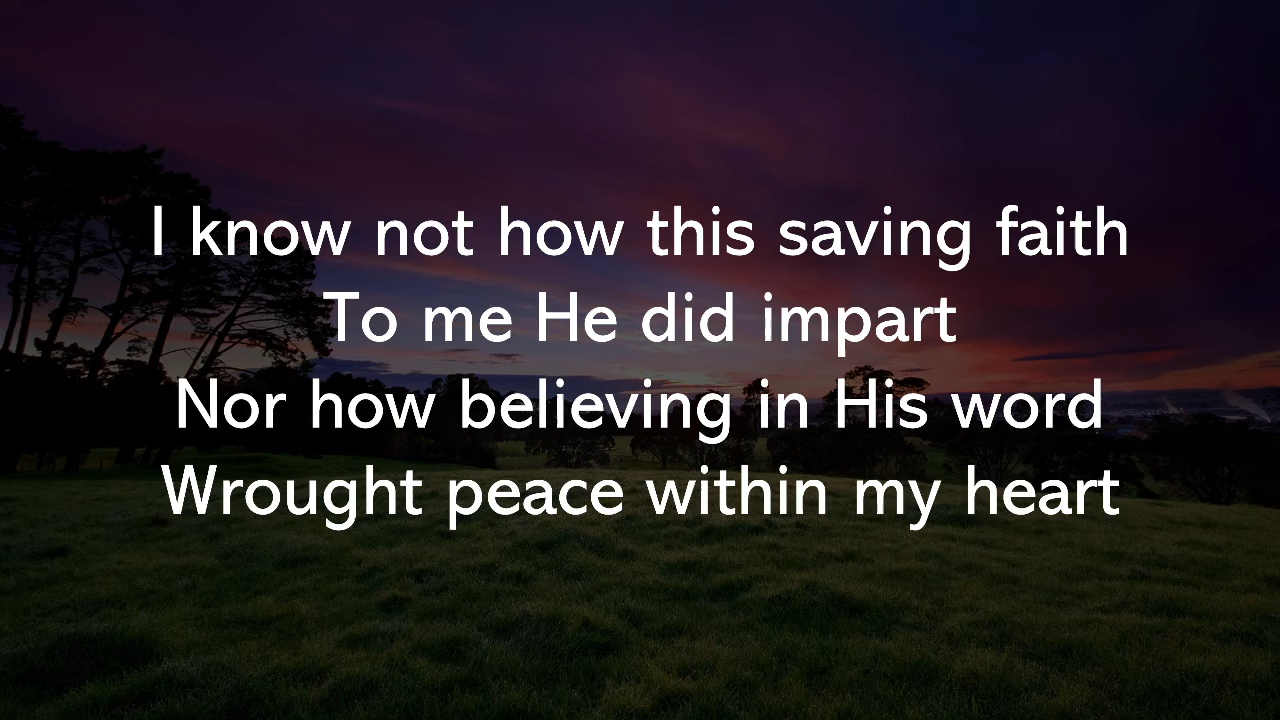 I know not how this saving faith
To me He did impart
Nor how believing in His word
Wrought peace within my heart